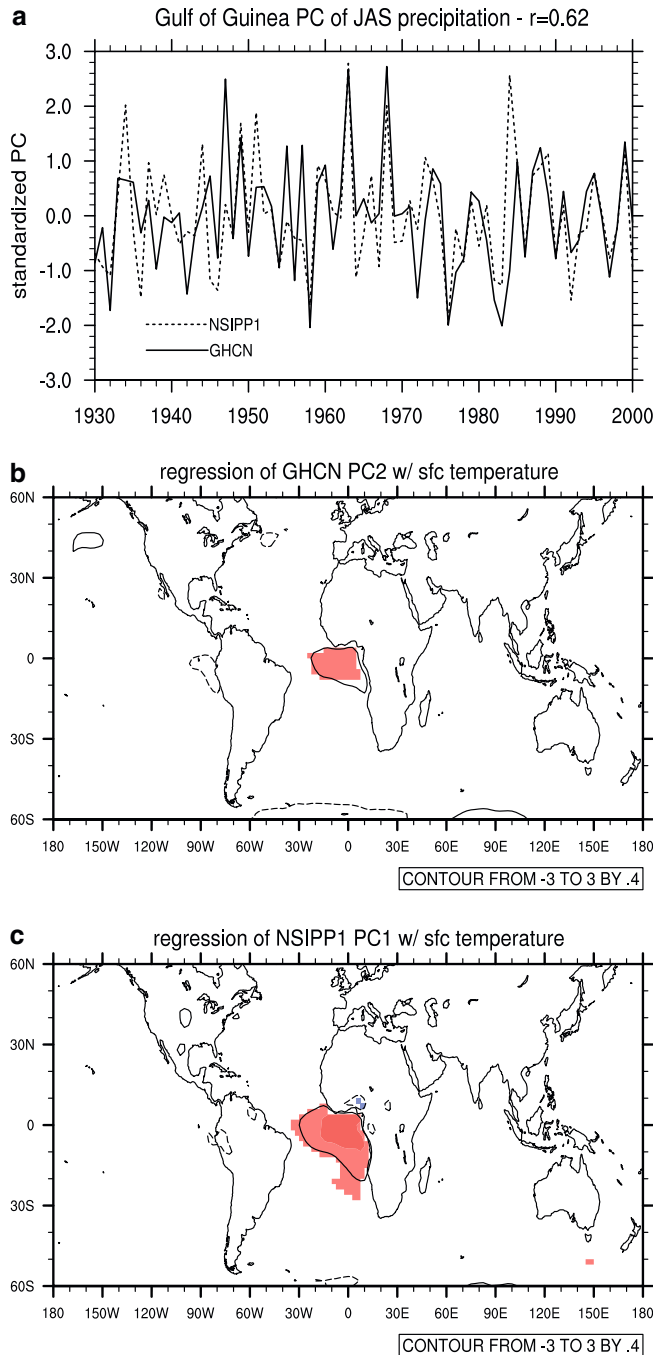 a
Gulf of Guinea PC of JAS precipitation - r=0.62
3.0
2.0
1.0
0.0
-1.0
-2.0
-3.0
standardized PC
NSIPP1
GHCN
1930 1940 1950 1960 1970 1980 1990 2000
b
regression of GHCN PC2 w/ sfc temperature
60N
30N
0
30S
60S
180 150W 120W 90W 60W 30W 0 30E 60E 90E 120E 150E 180
CONTOUR FROM -3 TO 3 BY .4
c
regression of NSIPP1 PC1 w/ sfc temperature
60N
30N
0
30S
60S
180 150W 120W 90W 60W 30W 0 30E 60E 90E 120E 150E 180
CONTOUR FROM -3 TO 3 BY .4